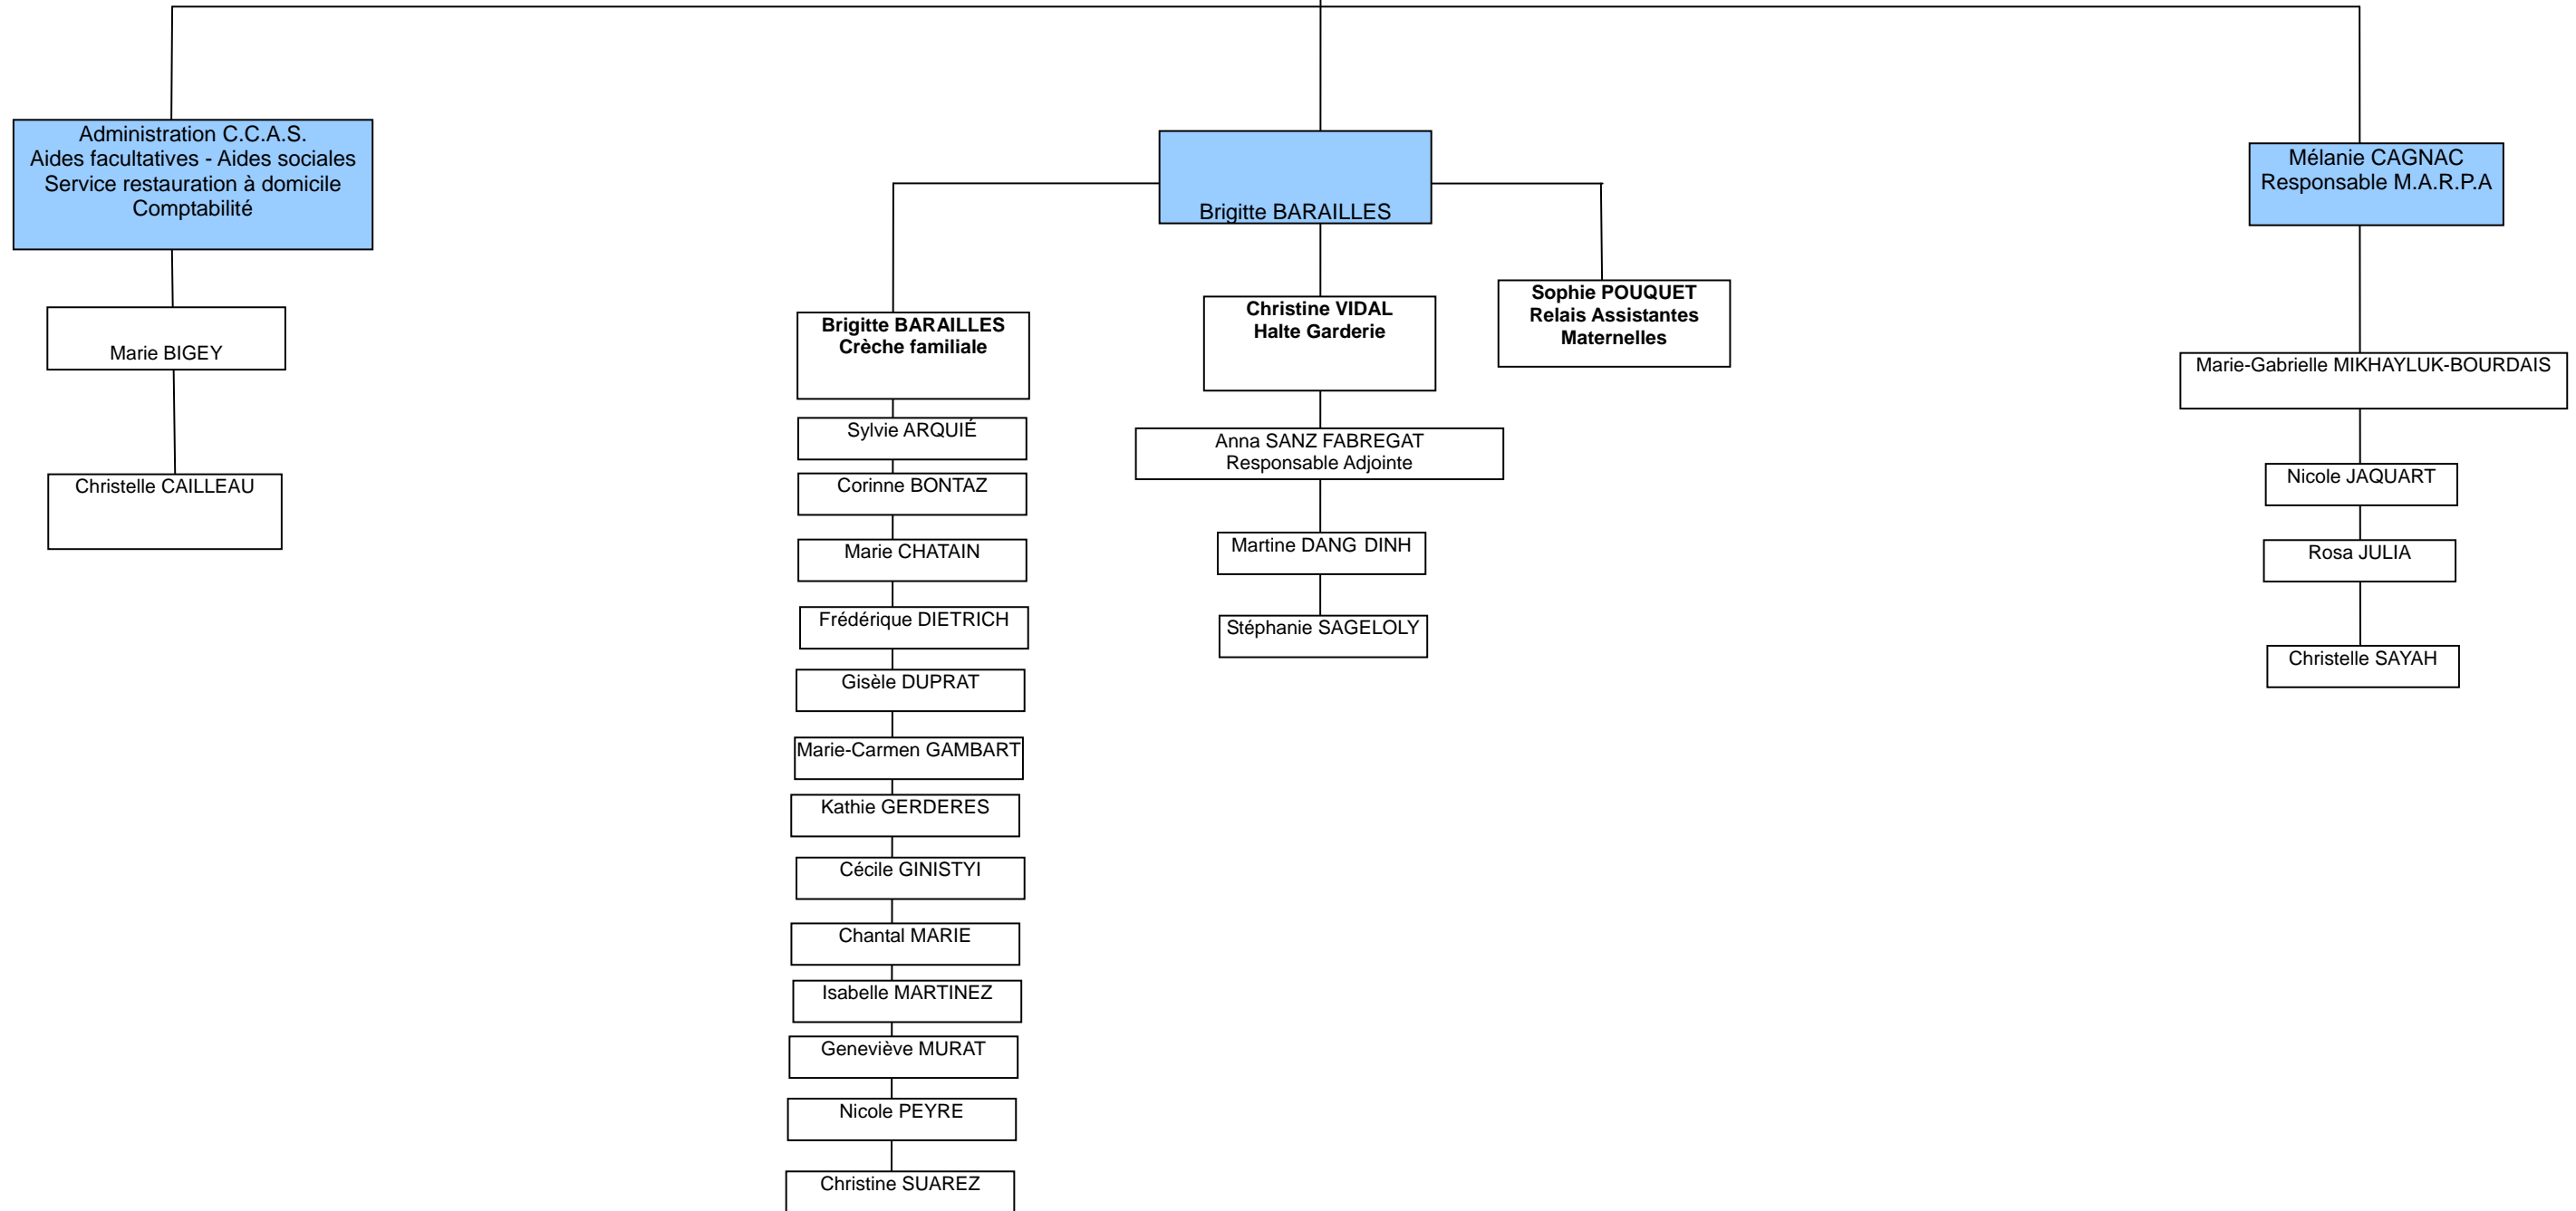 Administration C.C.A.S.
Aides facultatives - Aides sociales
Service restauration à domicile
Comptabilité
Marie BIGEY
Christelle CAILLEAU
Brigitte BARAILLES
Brigitte BARAILLES
Crèche familiale
Sylvie ARQUIÉ
Corinne BONTAZ
Marie CHATAIN
Frédérique DIETRICH
Gisèle DUPRAT
Marie-Carmen GAMBART
Kathie GERDERES
Cécile GINISTYI
Chantal MARIE
Isabelle MARTINEZ
Geneviève MURAT
Nicole PEYRE
Christine SUAREZ
Christine VIDAL
Halte Garderie
Anna SANZ FABREGAT
Responsable Adjointe
Martine DANG DINH
Stéphanie SAGELOLY
Sophie POUQUET
Relais Assistantes
Maternelles
Mélanie CAGNAC
Responsable M.A.R.P.A
Marie-Gabrielle MIKHAYLUK-BOURDAIS
Nicole JAQUART
Rosa JULIA
Christelle SAYAH